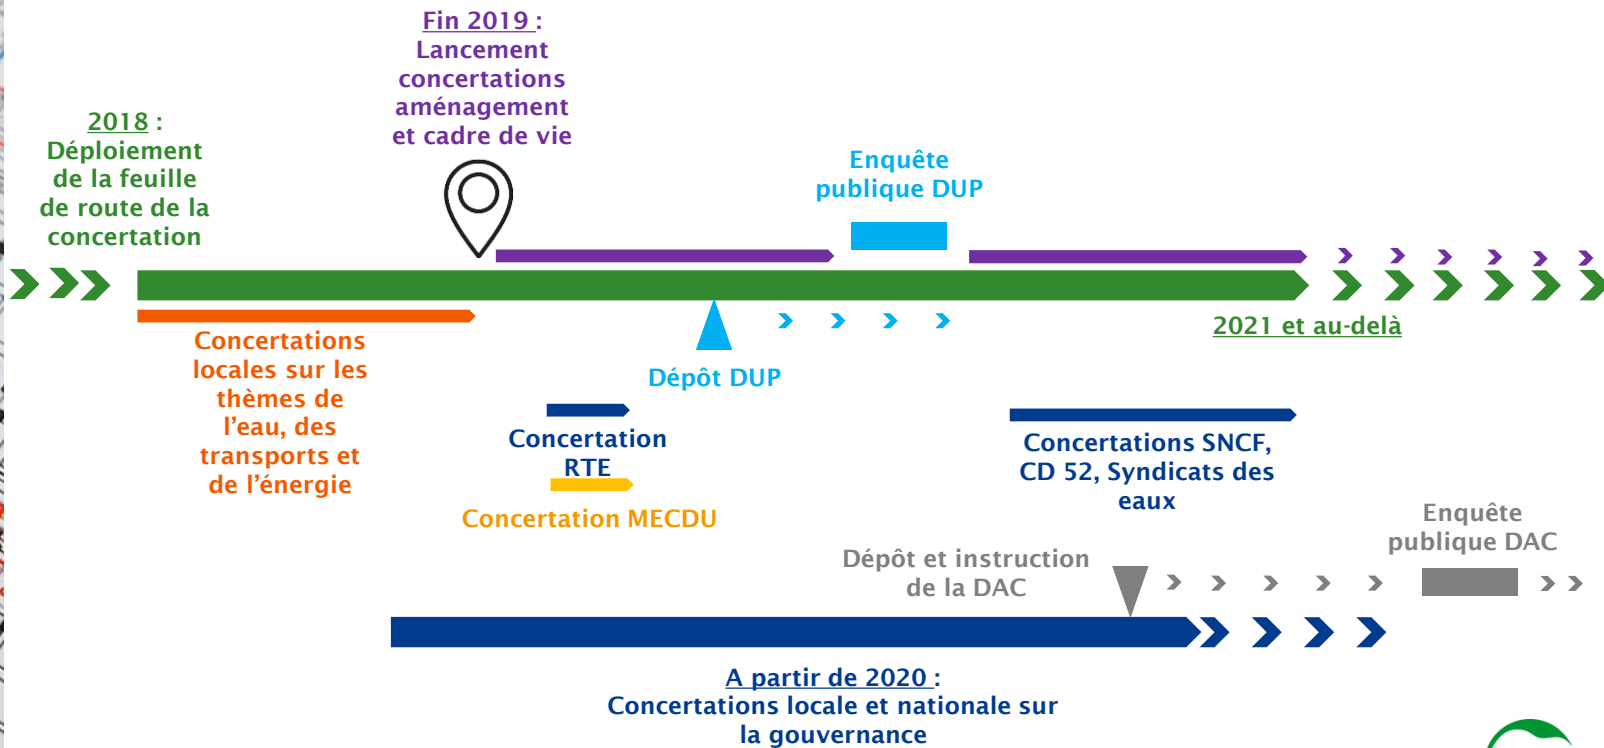 Fin 2019 :
Lancement
concertations
aménagement
et cadre de vie
2018 :
Déploiement
de la feuille
de route de la
concertation
Enquête
publique DUP
2021 et au-delà
Concertations
locales sur les
thèmes de
l'eau, des
transports et
de l'énergie
Dépôt DUP
Concertation
RTE
Concertation MECDU
Concertations SNCF,
CD 52, Syndicats des
eaux
Enquête
publique DAC
Dépôt et instruction
de la DAC
A partir de 2020 :
Concertations locale et nationale sur
la gouvernance